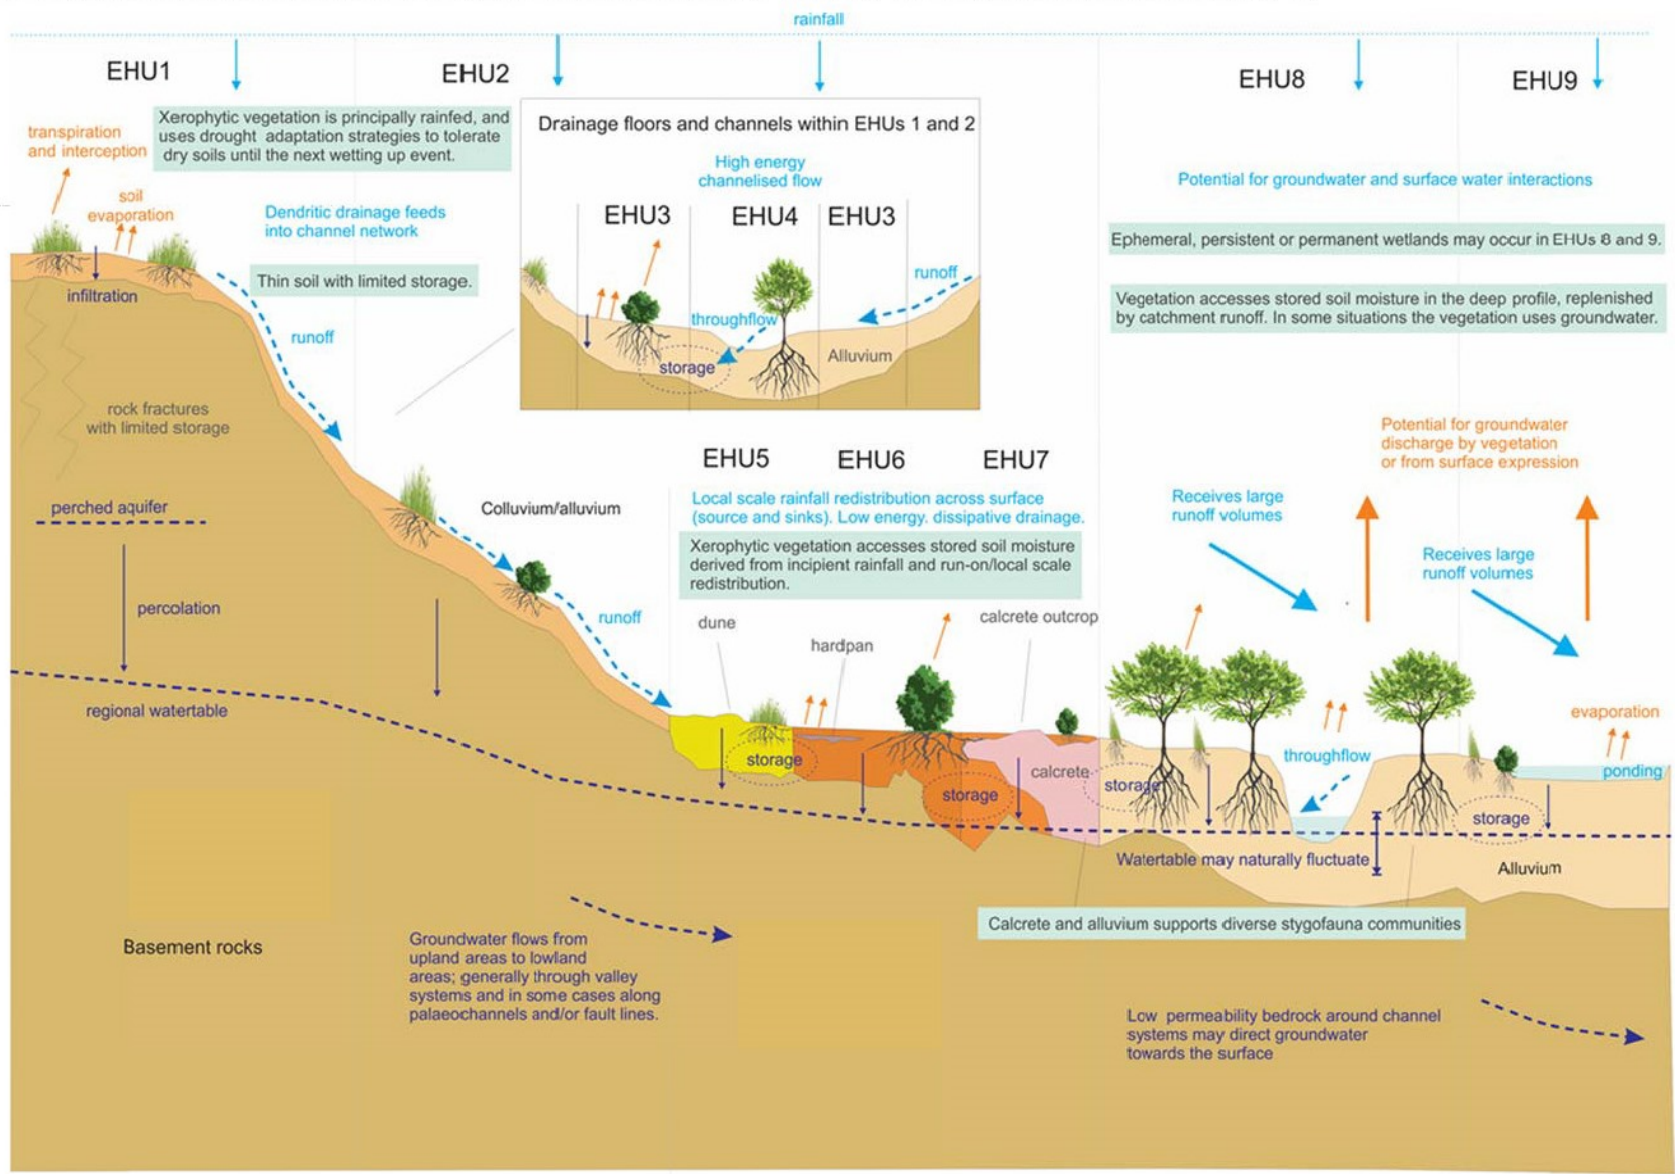 rainfall
EHU1
EHU2
EHU8
EHU9
transpiration
and interception
Xerophytic vegetation is principally rainfed, and
uses drought adaptation strategies to tolerate
dry soils until the next wetting up event.
soil
evaporation
Dendritic drainage feeds
into channel network
Thin soil with limited storage.
infiltration
runoff
rock fractures
with limited storage
perched aquifer
percolation
regional watertable
Drainage floors and channels within EHUs 1 and 2
High energy
channelised flow
EHU3
EHU4
EHU3
runoff
throughflow
storage
Alluvium
Potential for groundwater and surface water interactions
Ephemeral, persistent or permanent wetlands may occur in EHUs 8 and 9.
Vegetation accesses stored soil moisture in the deep profile, replenished
by catchment runoff. In some situations the vegetation uses groundwater.
Potential for groundwater
discharge by vegetation
or from surface expression
Receives large
runoff volumes
Receives large
runoff volumes
EHU5
EHU6
EHU7
Local scale rainfall redistribution across surface
(source and sinks). Low energy. dissipative drainage.
Xerophytic vegetation accesses stored soil moisture
derived from incipient rainfall and run-on/local scale
redistribution.
Colluvium/alluvium
runoff
dune
hardpan
calcrete outcrop
storage
storage
calcrete
storage
throughflow
evaporation
ponding
storage
Watertable may naturally fluctuate
Alluvium
Calcrete and alluvium supports diverse stygofauna communities
Basement rocks
Groundwater flows from
upland areas to lowland
areas; generally through valley
systems and in some cases along
palaeochannels and/or fault lines.
Low permeability bedrock around channel
systems may direct groundwater
towards the surface